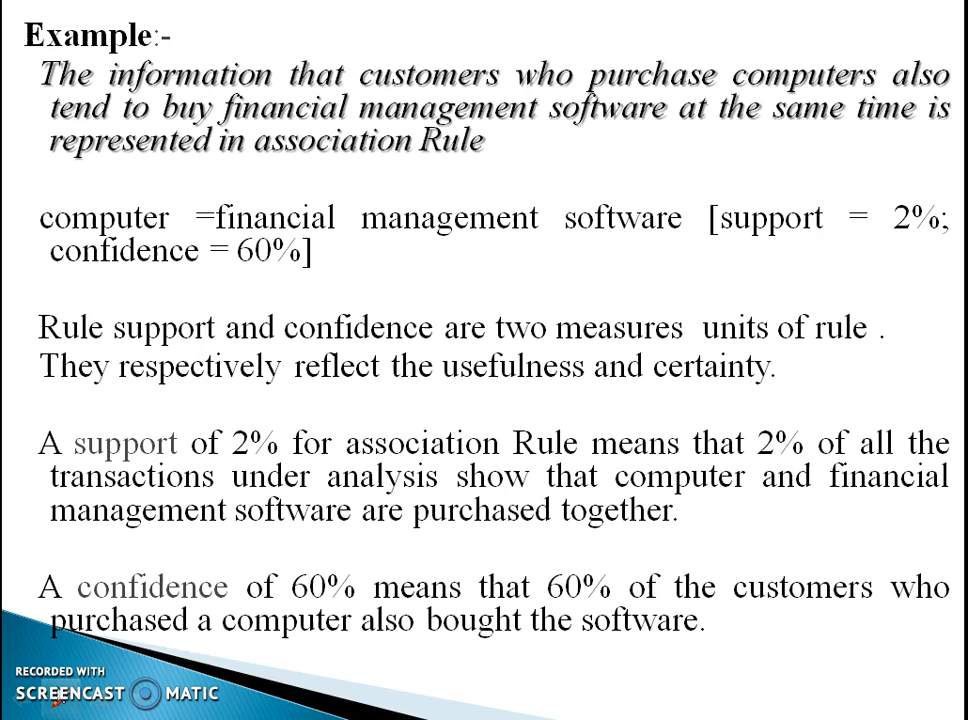 Example:-
The information that customers who purchase computers also
tend to buy financial management software at the same time is
represented in association Rule
computer =financial management software [support = 2%;
confidence = 60%]
Rule support and confidence are two measures units of rule .
They respectively reflect the usefulness and certainty.
A support of 2% for association Rule means that 2% of all the
transactions under analysis show that computer and financial
management software are purchased together.
A confidence of 60% means that 60% of the customers who
purchased a computer also bought the software.
RECORDED WITH
SCREENCAST MATIC